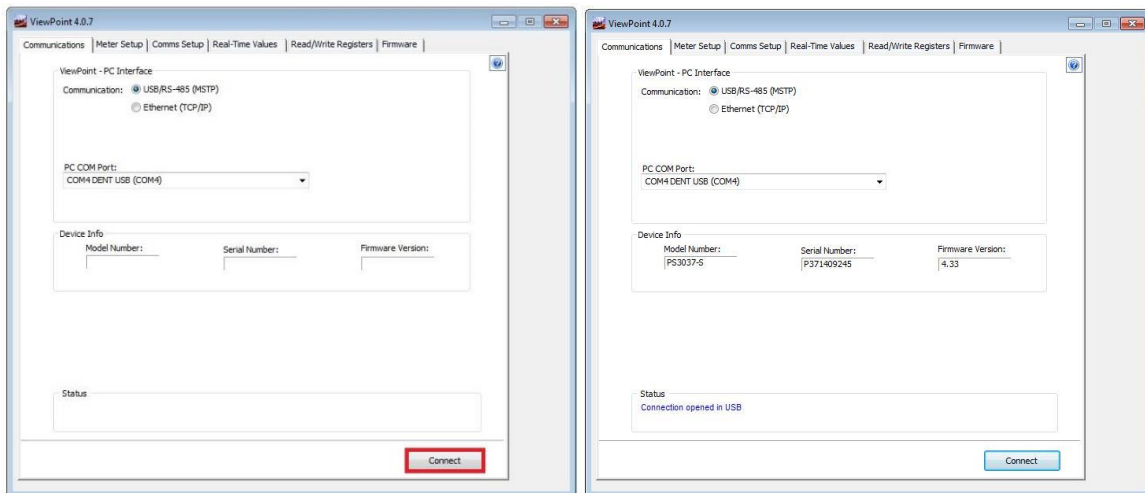 ViewPoint 4.0.7
Communications Meter Setup Comms Setup Real-Time Values Read/Write Registers Firmware
ViewPoint - PC Interface
Communication: USB/RS-485 (MSTP)
Ethernet (TCP/IP)
PC COM Port:
COM4 DENT USB (COM4)
Device Info
Model Number: Serial Number: Firmware Version:
Status
Connect
ViewPoint 4.0.7
Communications Meter Setup Comms Setup Real-Time Values Read/Write Registers Firmware
ViewPoint - PC Interface
Communication: USB/RS-485 (MSTP)
Ethernet (TCP/IP)
PC COM Port:
COM4 DENT USB (COM4)
Device Info
Model Number: Serial Number: Firmware Version:
PS3037-S P371409245 4.33
Status
Connection opened in USB
Connect